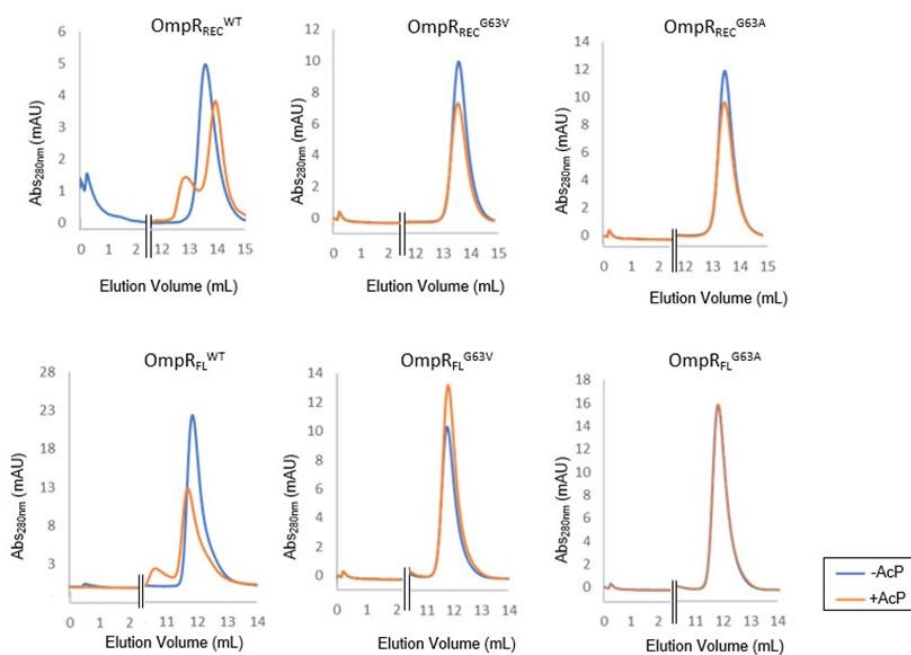 OmpR_REC^WT
Abs_280nm (mAU)
6
5
4
3
2
1
0
0 1 2 12 13 14 15
Elution Volume (mL)
OmpR_REC^G63V
Abs_280nm (mAU)
12
10
8
6
4
2
0
0 1 2 12 13 14 15
Elution Volume (mL)
OmpR_REC^G63A
Abs_280nm (mAU)
14
12
10
8
6
4
2
0
0 1 2 12 13 14 15
Elution Volume (mL)
OmpR_FL^WT
Abs_280nm (mAU)
28
23
18
13
8
3
0 1 2 11 12 13 14
Elution Volume (mL)
OmpR_FL^G63V
Abs_280nm (mAU)
14
12
10
8
6
4
2
0
0 1 2 11 12 13 14
Elution Volume (mL)
OmpR_FL^G63A
Abs_280nm (mAU)
18
16
14
12
10
8
6
4
2
0
0 1 2 11 12 13 14
Elution Volume (mL)
-AcP
+AcP